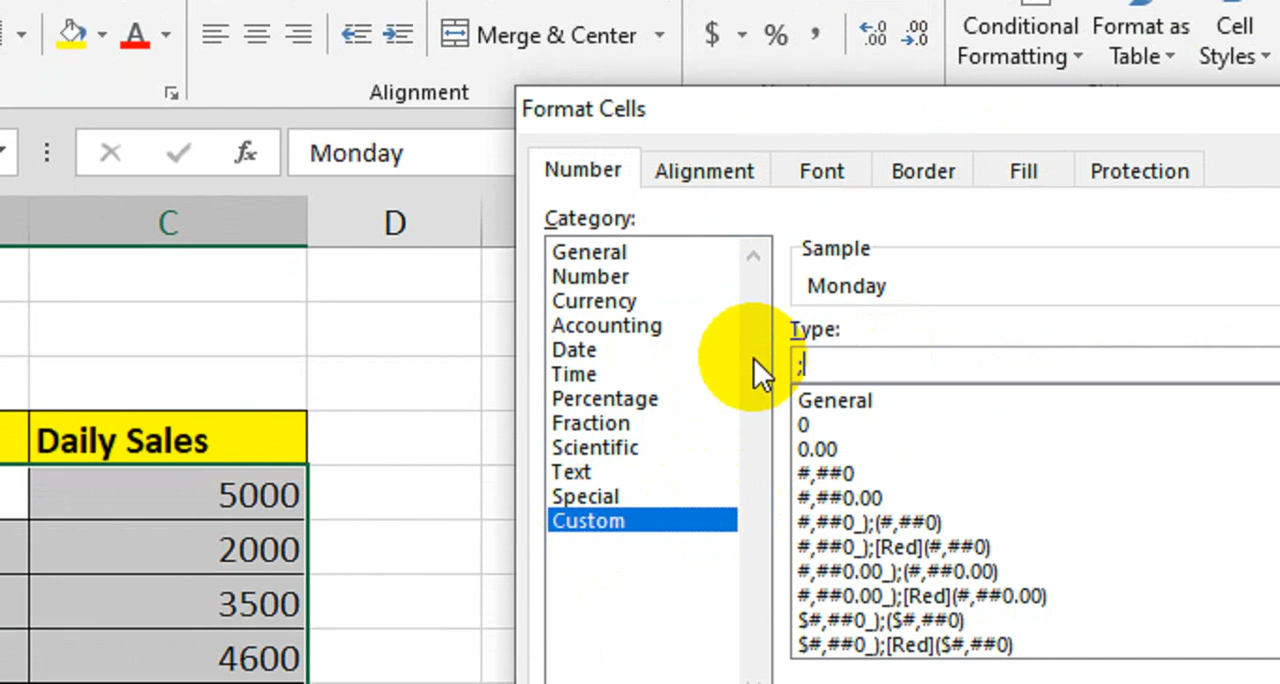 Merge & Center
$
%
,
.00
.00
Conditional
Formatting
Format as
Table
Cell
Styles
Alignment
fx
Monday
C
D
Daily Sales
5000
2000
3500
4600
Format Cells
Number
Alignment
Font
Border
Fill
Protection
Category:
General
Number
Currency
Accounting
Date
Time
Percentage
Fraction
Scientific
Text
Special
Custom
Sample
Monday
Type:
;
General
0
0.00
#,##0
#,##0.00
#,##0_);(#,##0)
#,##0_);[Red](#,##0)
#,##0.00_);(#,##0.00)
#,##0.00_);[Red](#,##0.00)
$#,##0_);($#,##0)
$#,##0_);[Red]($#,##0)